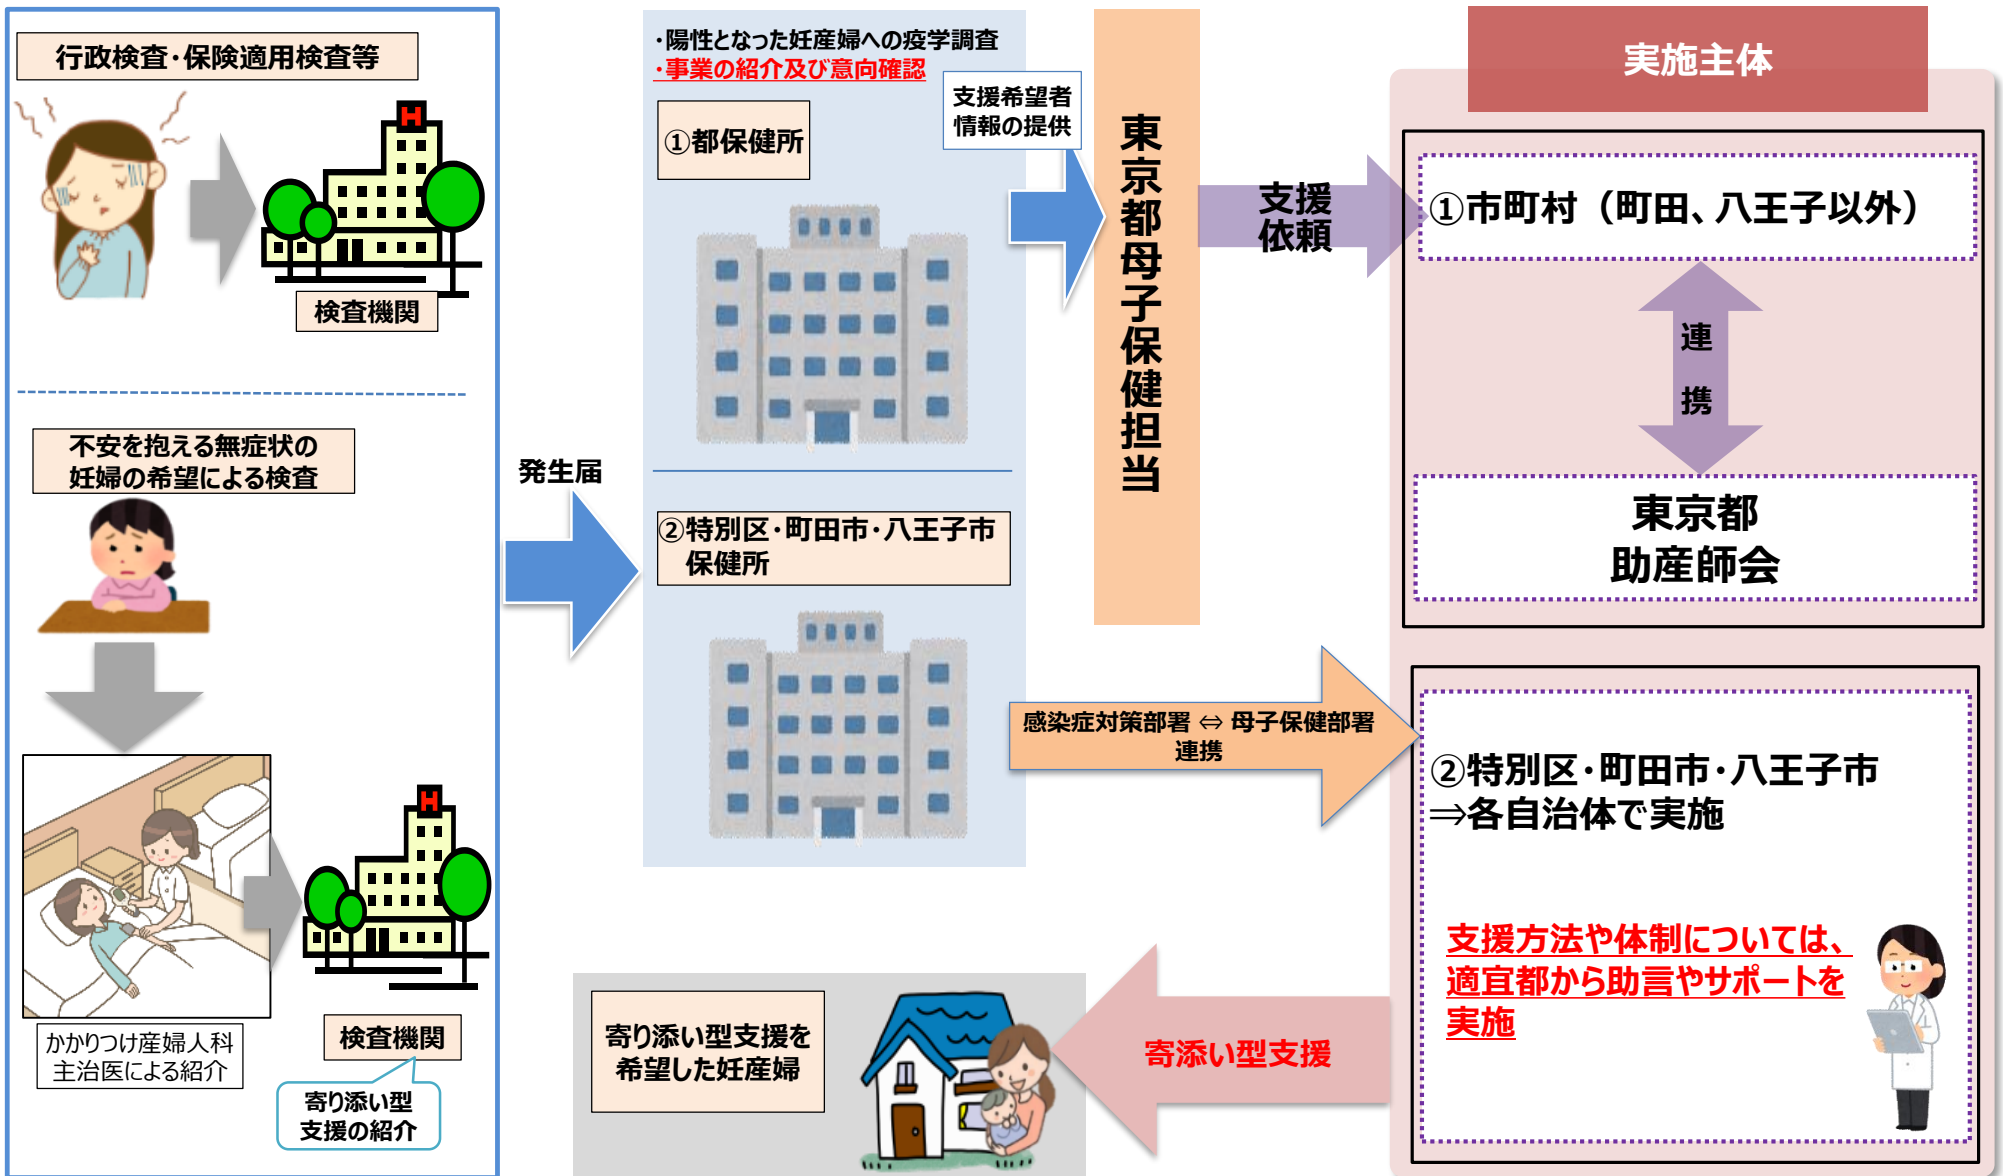 行政検査・保険適用検査等
H
検査機関
不安を抱える無症状の
妊婦の希望による検査
H
かかりつけ産婦人科
主治医による紹介
検査機関
寄り添い型
支援の紹介
発生届
・陽性となった妊産婦への疫学調査
・事業の紹介及び意向確認
①都保健所
支援希望者
情報の提供
②特別区・町田市・八王子市
保健所
東京都母子保健担当
支援
依頼
実施主体
①市町村（町田、八王子以外）
連
携
東京都
助産師会
感染症対策部署 ⇔ 母子保健部署
連携
②特別区・町田市・八王子市
⇒各自治体で実施
支援方法や体制については、
適宜都から助言やサポートを
実施
寄添い型支援
寄り添い型支援を
希望した妊産婦